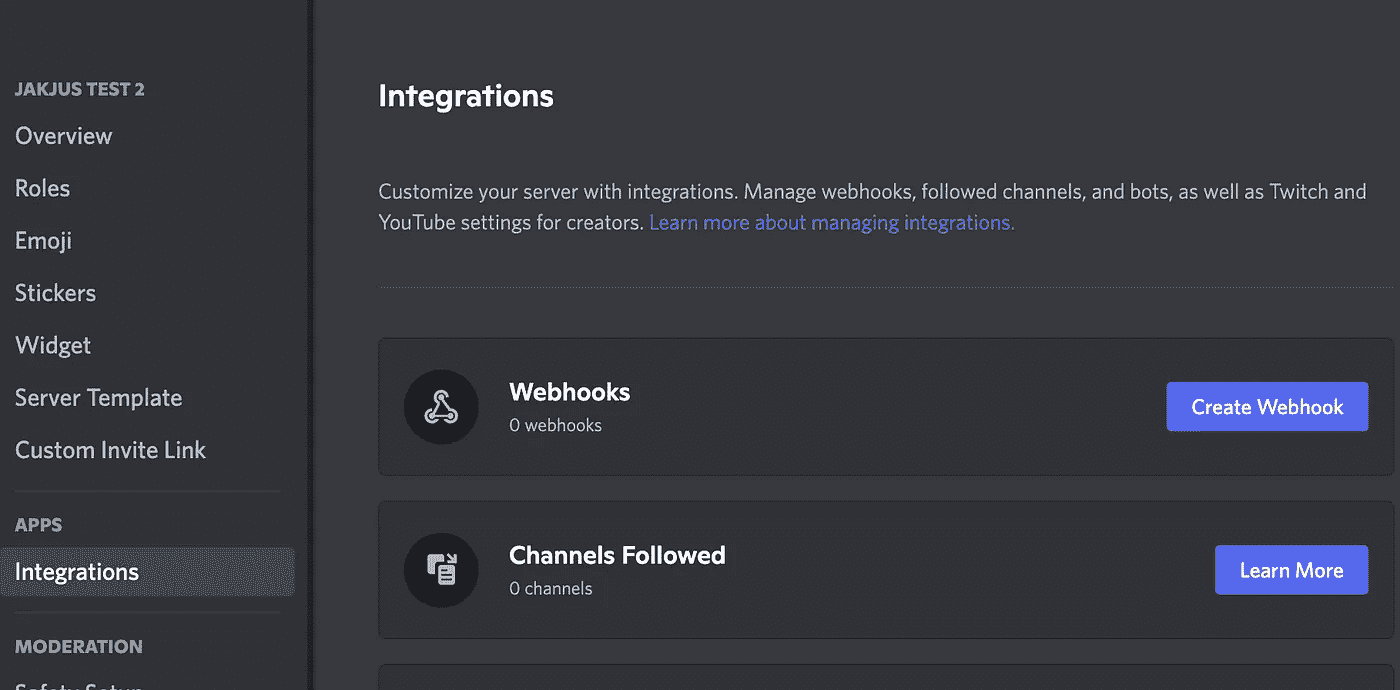 JAKJUS TEST 2
Overview
Roles
Emoji
Stickers
Widget
Server Template
Custom Invite Link
APPS
Integrations
MODERATION
Safety Setup
Integrations
Customize your server with integrations. Manage webhooks, followed channels, and bots, as well as Twitch and
YouTube settings for creators. Learn more about managing integrations.
Webhooks
0 webhooks
Create Webhook
Channels Followed
0 channels
Learn More